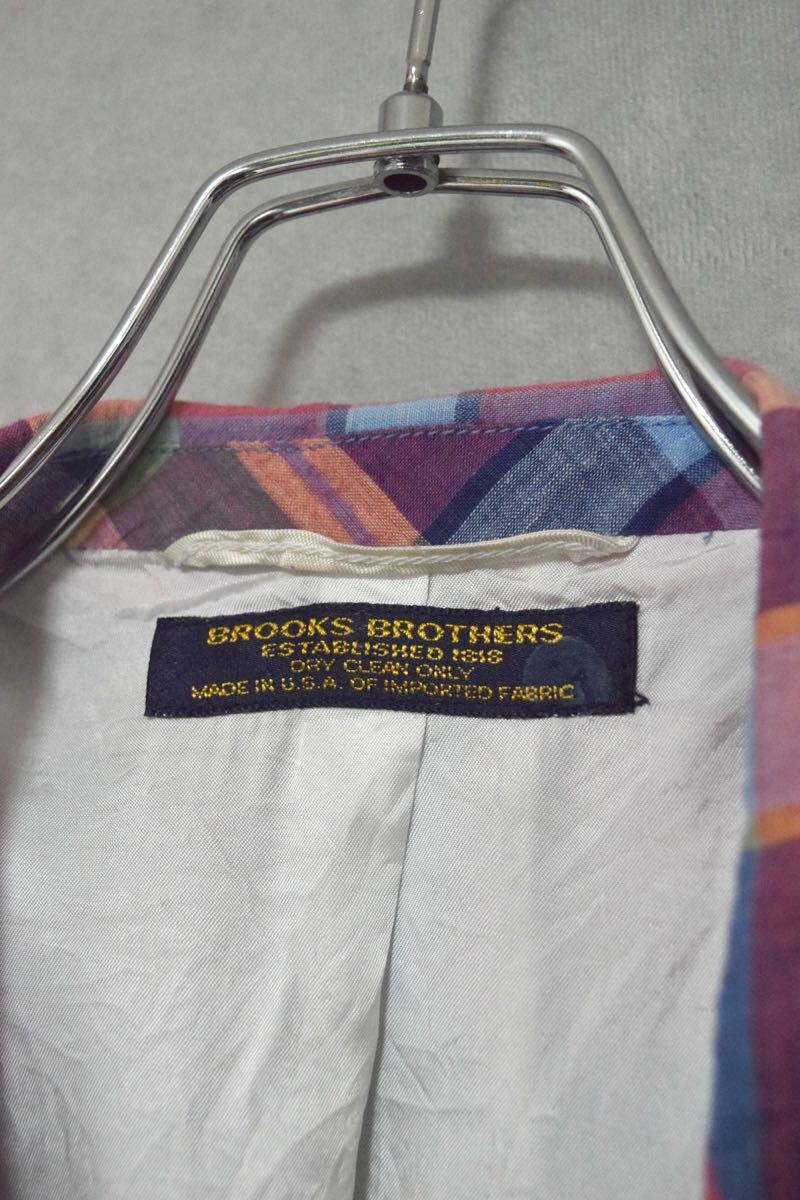 BROOKS BROTHERS
ESTABLISHED 1818
DRY CLEAN ONLY
MADE IN U.S.A. OF IMPORTED FABRIC